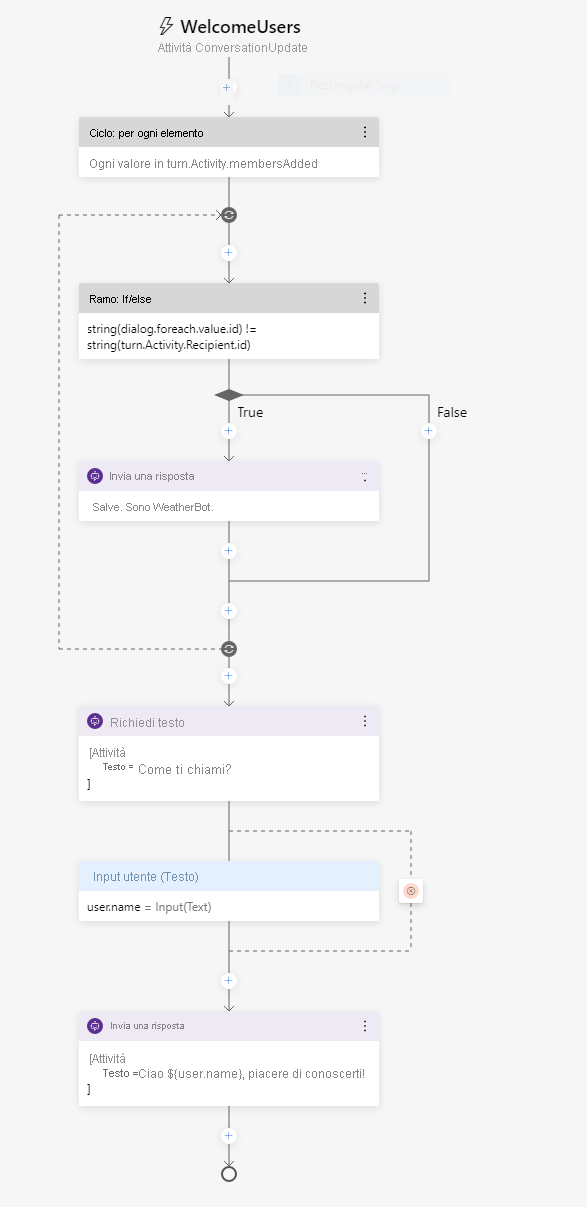 WelcomeUsers
Attività ConversationUpdate
Rectangular Snip
Ciclo: per ogni elemento
Ogni valore in turn.Activity.membersAdded
Ramo: If/else
string(dialog.foreach.value.id) !=
string(turn.Activity.Recipient.id)
True
False
Invia una risposta
Salve. Sono WeatherBot.
Richiedi testo
[Attività
Testo = Come ti chiami?
]
Input utente (Testo)
user.name = Input(Text)
Invia una risposta
[Attività
Testo =Ciao ${user.name}, piacere di conoscerti!
]